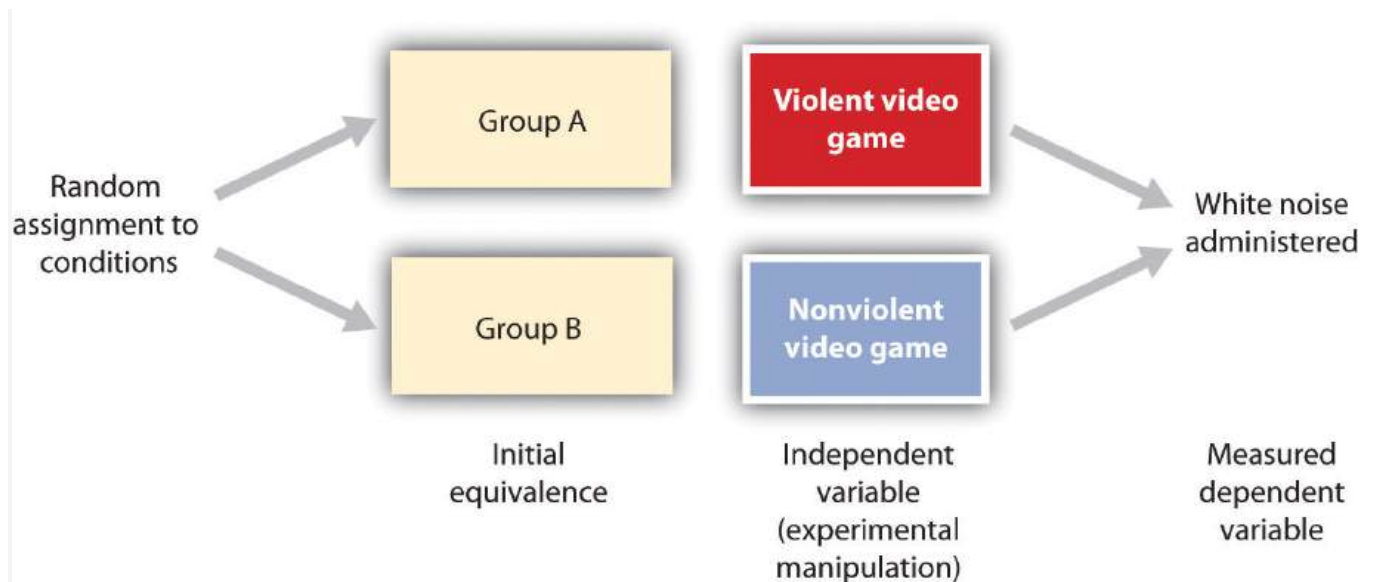 Random
assignment to
conditions
Group A
Group B
Initial
equivalence
Violent video
game
Nonviolent
video game
Independent
variable
(experimental
manipulation)
White noise
administered
Measured
dependent
variable